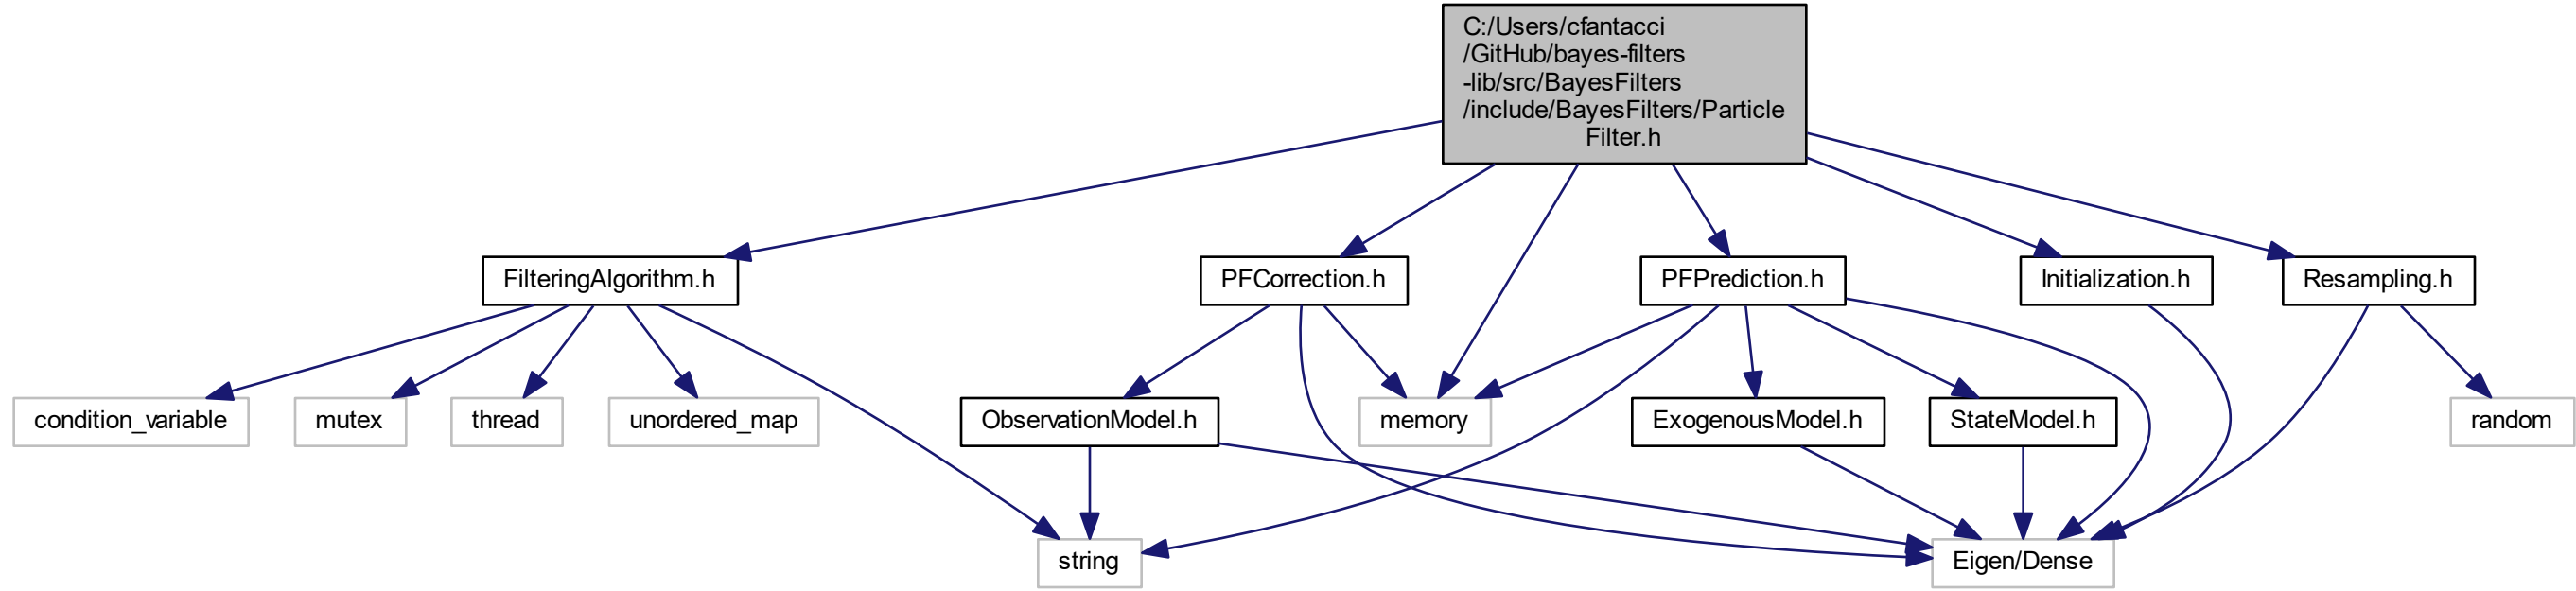 C:/Users/cfantacci
/GitHub/bayes-filters
-lib/src/BayesFilters
/include/BayesFilters/Particle
Filter.h
FilteringAlgorithm.h
PFCorrection.h
PFPrediction.h
Initialization.h
Resampling.h
condition_variable
mutex
thread
unordered_map
ObservationModel.h
memory
ExogenousModel.h
StateModel.h
random
string
Eigen/Dense